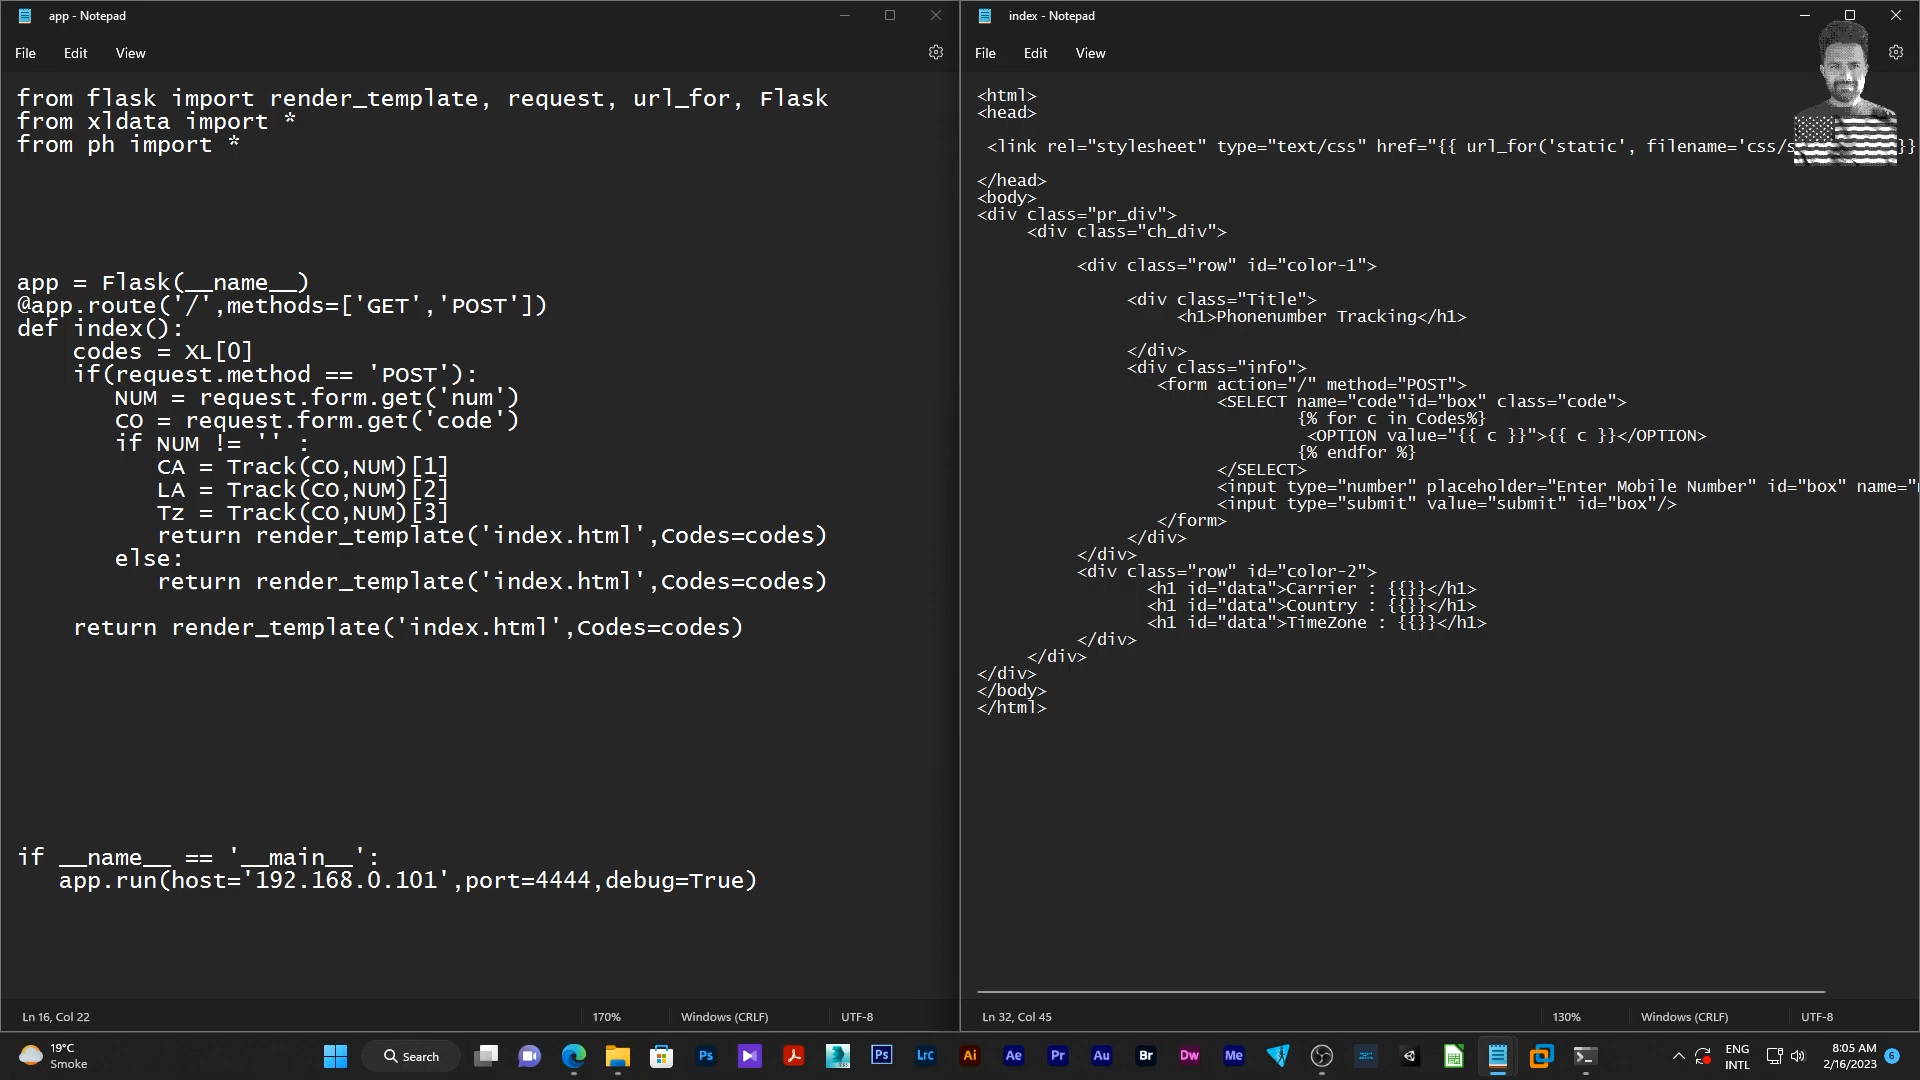 app - Notepad
File Edit View
from flask import render_template, request, url_for, Flask
from xldata import *
from ph import *
app = Flask(__name__)
@app.route('/',methods=['GET','POST'])
def index():
codes = XL[0]
if(request.method == 'POST'):
NUM = request.form.get('num')
CO = request.form.get('code')
if NUM != '' :
CA = Track(CO,NUM)[1]
LA = Track(CO,NUM)[2]
Tz = Track(CO,NUM)[3]
return render_template('index.html',Codes=codes)
else:
return render_template('index.html',Codes=codes)
return render_template('index.html',Codes=codes)
if __name__ == '__main__':
app.run(host='192.168.0.101',port=4444,debug=True)
Ln 16, Col 22 170% Windows (CRLF) UTF-8
index - Notepad
File Edit View
<html>
<head>
<link rel="stylesheet" type="text/css" href="{{ url_for('static', filename='css/s }}
</head>
<body>
<div class="pr_div">
<div class="ch_div">
<div class="row" id="color-1">
<div class="Title">
<h1>Phonenumber Tracking</h1>
</div>
<div class="info">
<form action="/" method="POST">
<SELECT name="code"id="box" class="code">
{% for c in Codes%}
<OPTION value="{{ c }}">{{ c }}</OPTION>
{% endfor %}
</SELECT>
<input type="number" placeholder="Enter Mobile Number" id="box" name="
<input type="submit" value="submit" id="box"/>
</form>
</div>
</div>
<div class="row" id="color-2">
<h1 id="data">Carrier : {{}}</h1>
<h1 id="data">Country : {{}}</h1>
<h1 id="data">TimeZone : {{}}</h1>
</div>
</div>
</div>
</body>
</html>
Ln 32, Col 45 130% Windows (CRLF) UTF-8
19°C
Smoke
Search
Ps
Ps
Lrc
Ai
Ae
Pr
Au
Br
Dw
Me
ENG
INTL
8:05 AM
2/16/2023
6